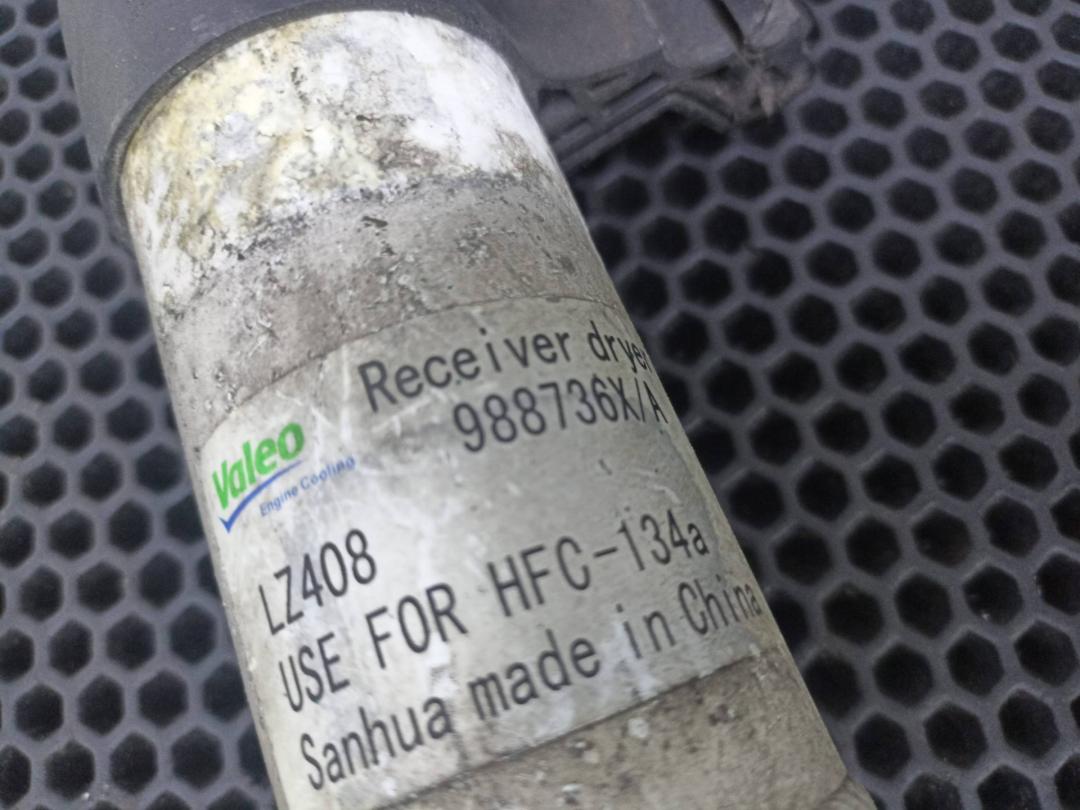 Receiver dryer
988736X/A
Valeo
Engine Cooling
LZ408
USE FOR HFC-134a
Sanhua made in China